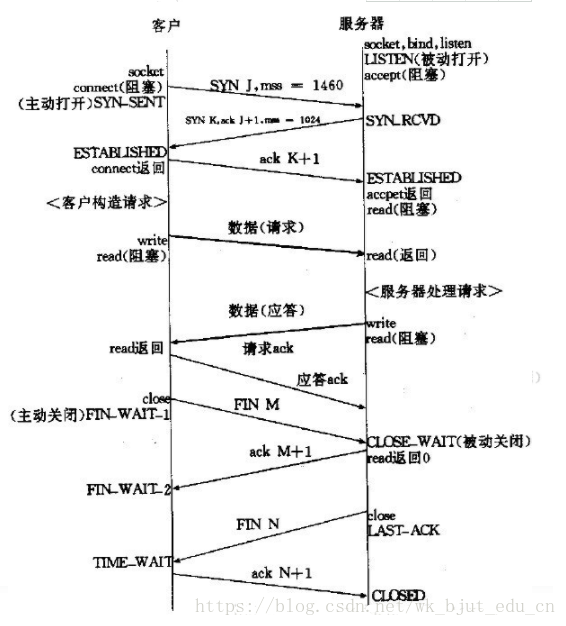 客户
服务器
socket, bind, listen
LISTEN(被动打开)
accept(阻塞)
socket
connect(阻塞)
(主动打开)SYN_SENT
SYN J,mss = 1460
SYN K,ack J+1,mss = 1024
SYN_RCVD
ESTABLISHED
connect返回
ack K+1
ESTABLISHED
accpet返回
read(阻塞)
<客户构造请求>
数据(请求)
write
read(阻塞)
read(返回)
<服务器处理请求>
数据(应答)
write
read(阻塞)
read返回
请求ack
应答ack
close
(主动关闭)FIN_WAIT_1
FIN M
CLOSE_WAIT(被动关闭)
read返回0
ack M+1
FIN_WAIT_2
close
LAST_ACK
FIN N
TIME_WAIT
ack N+1
CLOSED
https://blog.csdn.net/wk_bjut_edu_cn